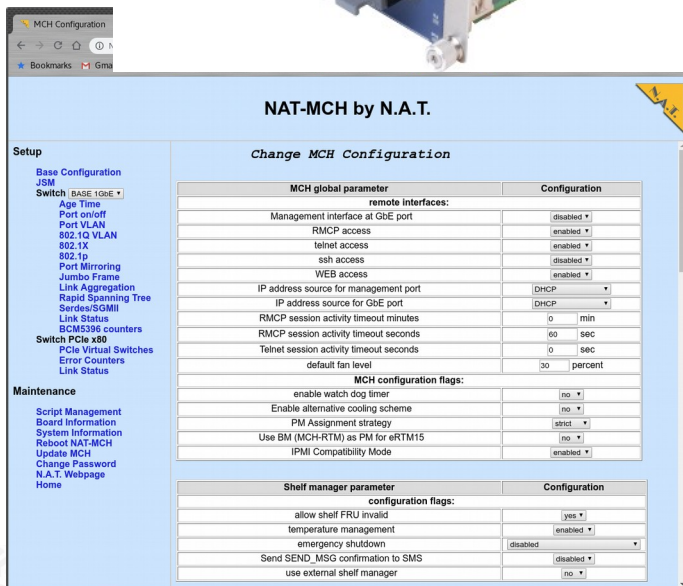 MCH Configuration
Bookmarks
NAT-MCH by N.A.T.
N.A.T.
Setup
Base Configuration
JSM
Switch BASE 1GbE
Age Time
Port on/off
Port VLAN
802.1Q VLAN
802.1X
802.1p
Port Mirroring
Jumbo Frame
Link Aggregation
Rapid Spanning Tree
Serdes/SGMII
Link Status
BCM5396 counters
Switch PCIe x80
PCIe Virtual Switches
Error Counters
Link Status
Maintenance
Script Management
Board Information
System Information
Reboot NAT-MCH
Update MCH
Change Password
N.A.T. Webpage
Home
Change MCH Configuration
MCH global parameter Configuration
remote interfaces:
Management interface at GbE port disabled
RMCP access enabled
telnet access enabled
ssh access disabled
WEB access enabled
IP address source for management port DHCP
IP address source for GbE port DHCP
RMCP session activity timeout minutes 0 min
RMCP session activity timeout seconds 60 sec
Telnet session activity timeout seconds 0 sec
default fan level 30 percent
MCH configuration flags:
enable watch dog timer no
Enable alternative cooling scheme no
PM Assignment strategy strict
Use BM (MCH-RTM) as PM for eRTM15 no
IPMI Compatibility Mode enabled
Shelf manager parameter Configuration
configuration flags:
allow shelf FRU invalid yes
temperature management enabled
emergency shutdown disabled
Send SEND_MSG confirmation to SMS disabled
use external shelf manager no